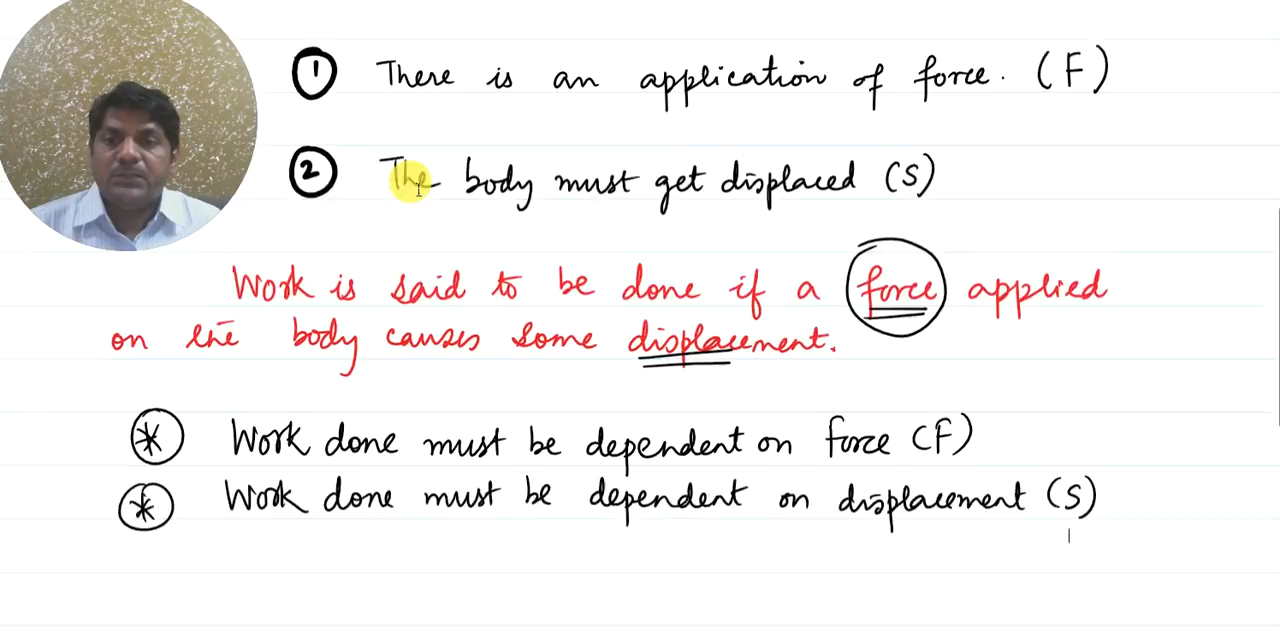 ① There is an application of force. (F)
② The body must get displaced (S)
Work is said to be done if a force applied
on the body causes some displacement.
* Work done must be dependent on force (F)
* Work done must be dependent on displacement (S)